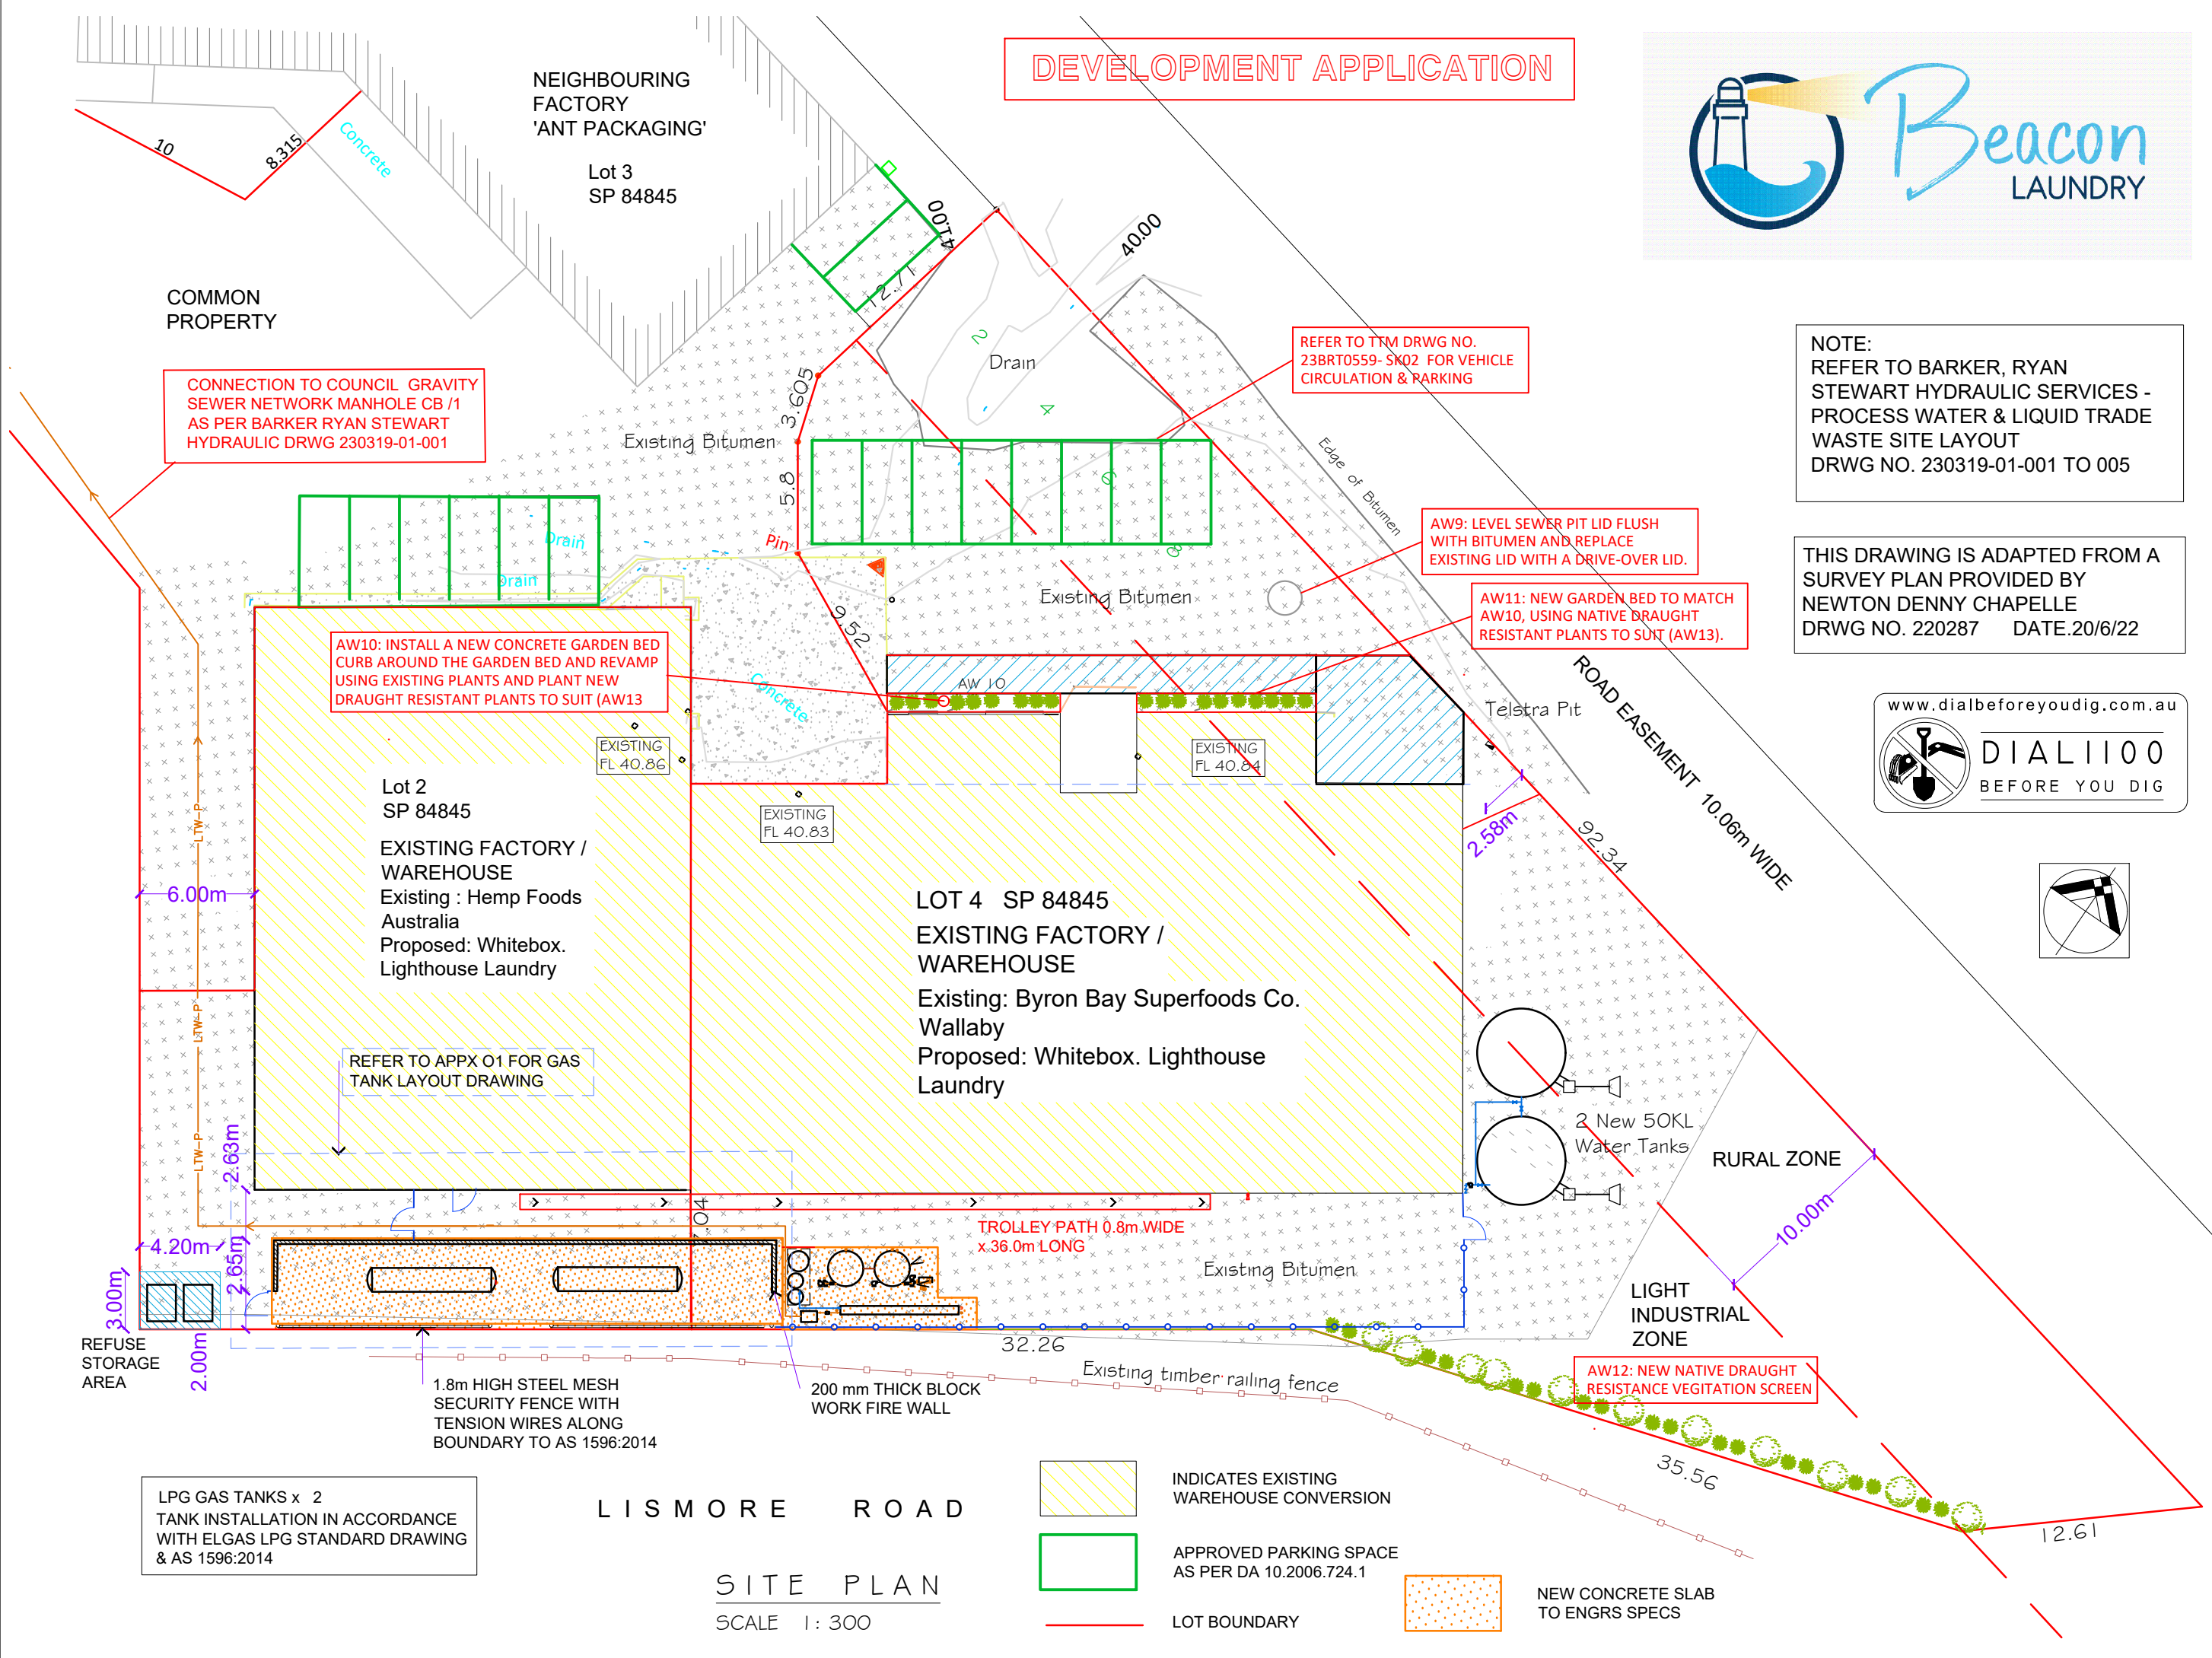 DEVELOPMENT APPLICATION
Beacon
LAUNDRY
NEIGHBOURING
FACTORY
'ANT PACKAGING'
Lot 3
SP 84845
10
8.315
Concrete
COMMON
PROPERTY
41.00
12.71
40.00
2
Drain
4
6
8
3.605
5.8
Pin
9.52
Existing Bitumen
REFER TO TTM DRWG NO.
23BRT0559- SK02 FOR VEHICLE
CIRCULATION & PARKING
NOTE:
REFER TO BARKER, RYAN
STEWART HYDRAULIC SERVICES -
PROCESS WATER & LIQUID TRADE
WASTE SITE LAYOUT
DRWG NO. 230319-01-001 TO 005
CONNECTION TO COUNCIL GRAVITY
SEWER NETWORK MANHOLE CB /1
AS PER BARKER RYAN STEWART
HYDRAULIC DRWG 230319-01-001
Edge of Bitumen
AW9: LEVEL SEWER PIT LID FLUSH
WITH BITUMEN AND REPLACE
EXISTING LID WITH A DRIVE-OVER LID.
THIS DRAWING IS ADAPTED FROM A
SURVEY PLAN PROVIDED BY
NEWTON DENNY CHAPELLE
DRWG NO. 220287 DATE.20/6/22
Drain
Drain
Existing Bitumen
AW11: NEW GARDEN BED TO MATCH
AW10, USING NATIVE DRAUGHT
RESISTANT PLANTS TO SUIT (AW13).
AW10: INSTALL A NEW CONCRETE GARDEN BED
CURB AROUND THE GARDEN BED AND REVAMP
USING EXISTING PLANTS AND PLANT NEW
DRAUGHT RESISTANT PLANTS TO SUIT (AW13
Concrete
AW 10
Telstra Pit
ROAD EASEMENT 10.06m WIDE
www.dialbeforeyoudig.com.au
DIAL1100
BEFORE YOU DIG
EXISTING
FL 40.86
EXISTING
FL 40.84
EXISTING
FL 40.83
2.58m
92.34
Lot 2
SP 84845
EXISTING FACTORY /
WAREHOUSE
Existing : Hemp Foods
Australia
Proposed: Whitebox.
Lighthouse Laundry
LOT 4 SP 84845
EXISTING FACTORY /
WAREHOUSE
Existing: Byron Bay Superfoods Co.
Wallaby
Proposed: Whitebox. Lighthouse
Laundry
LTW-P
6.00m
LTW-P
LTW-P
REFER TO APPX O1 FOR GAS
TANK LAYOUT DRAWING
2 New 50KL
Water Tanks
RURAL ZONE
10.00m
2.63m
4.20m
2.65m
3.00m
2.00m
TROLLEY PATH 0.8m WIDE
x 36.0m LONG
Existing Bitumen
LIGHT
INDUSTRIAL
ZONE
REFUSE
STORAGE
AREA
32.26
Existing timber railing fence
AW12: NEW NATIVE DRAUGHT
RESISTANCE VEGITATION SCREEN
1.8m HIGH STEEL MESH
SECURITY FENCE WITH
TENSION WIRES ALONG
BOUNDARY TO AS 1596:2014
200 mm THICK BLOCK
WORK FIRE WALL
35.56
12.61
LPG GAS TANKS x 2
TANK INSTALLATION IN ACCORDANCE
WITH ELGAS LPG STANDARD DRAWING
& AS 1596:2014
LISMORE ROAD
SITE PLAN
SCALE 1: 300
INDICATES EXISTING
WAREHOUSE CONVERSION
APPROVED PARKING SPACE
AS PER DA 10.2006.724.1
LOT BOUNDARY
NEW CONCRETE SLAB
TO ENGRS SPECS